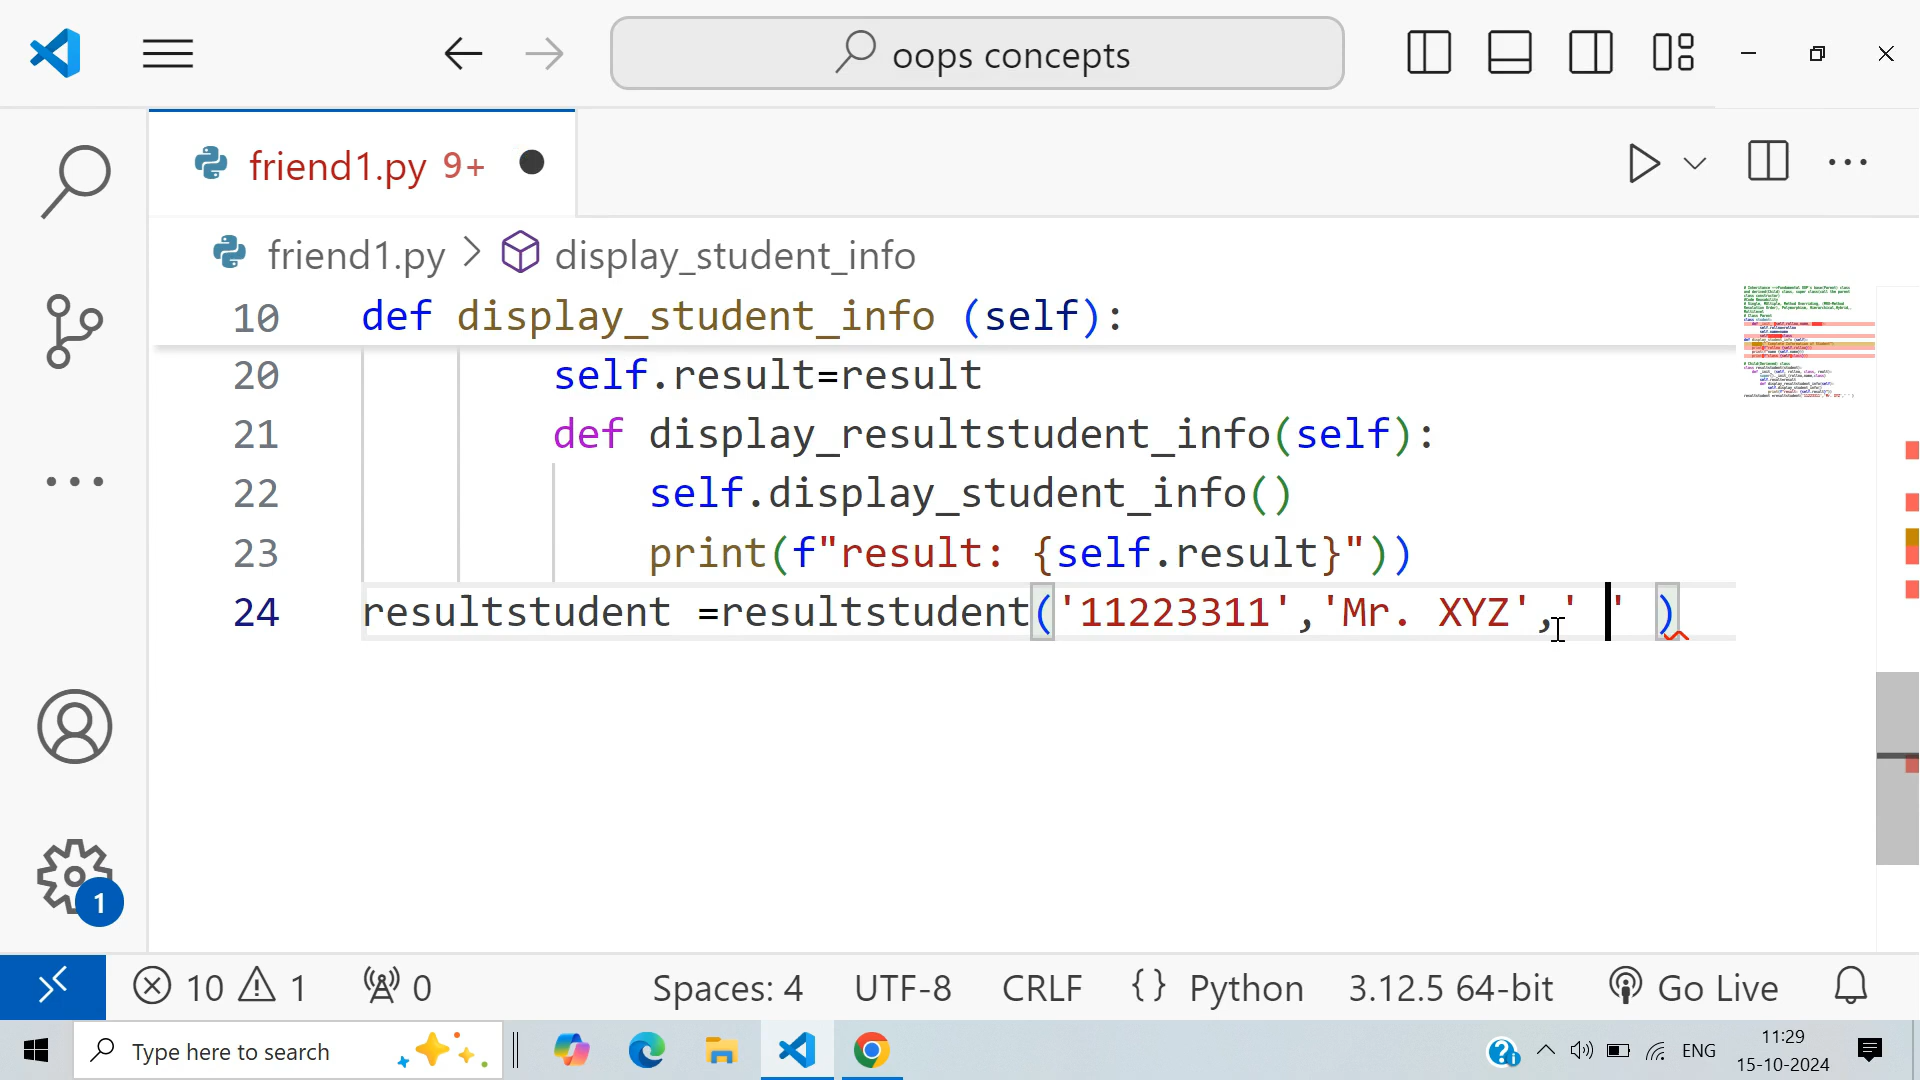 oops concepts
friend1.py 9+
friend1.py > display_student_info
10 def display_student_info (self):
20 self.result=result
21 def display_resultstudent_info(self):
22 self.display_student_info()
23 print(f"result: {self.result}"))
24 resultstudent =resultstudent('11223311','Mr. XYZ',' ' )
1
10 1 0 Spaces: 4 UTF-8 CRLF {} Python 3.12.5 64-bit Go Live
Type here to search
ENG
11:29
15-10-2024